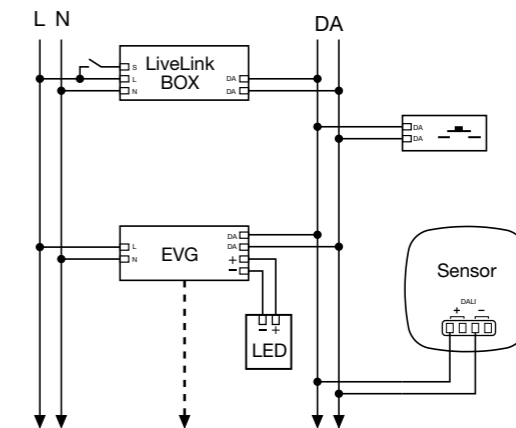 L N
DA
S
L
N
LiveLink
BOX
DA
DA
DA
DA
L
N
EVG
DA
DA
+
−
− +
LED
Sensor
DALI
+ −